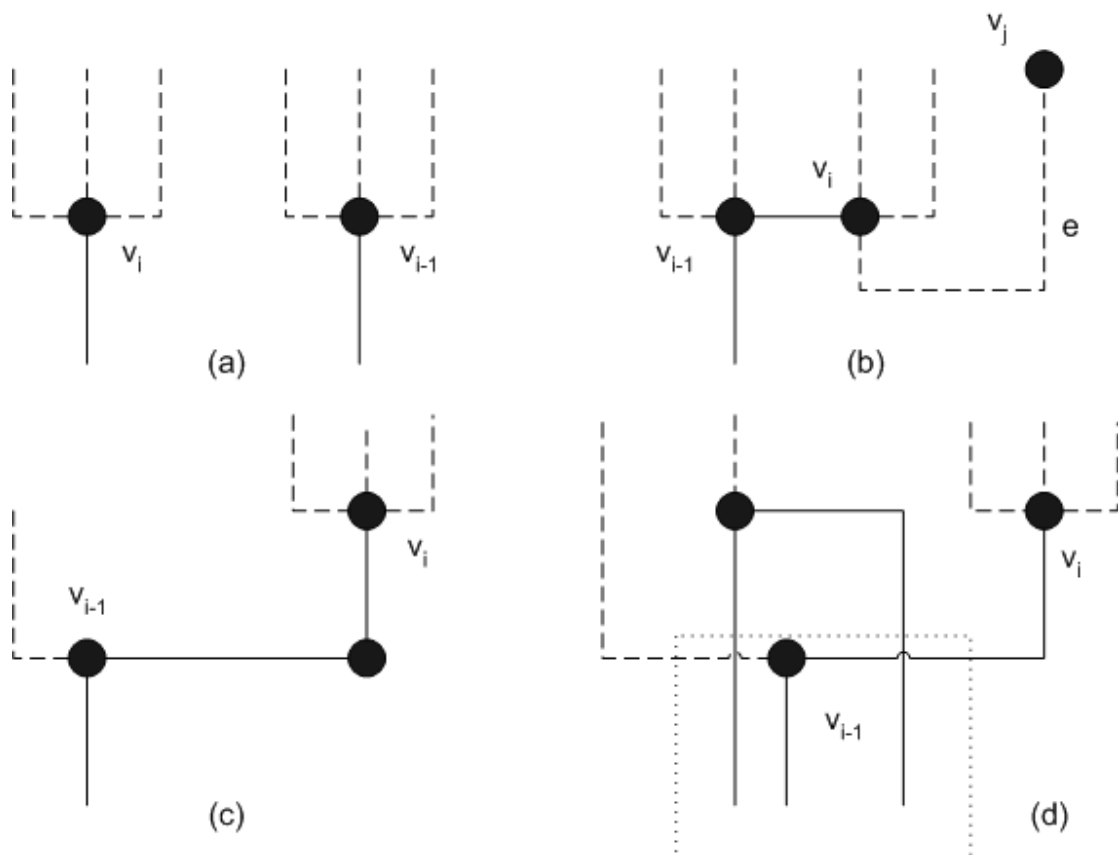 v_j
v_i
v_i v_{i-1} v_{i-1} e
(a) (b)
v_{i-1} v_i v_i
v_{i-1}
(c) (d)